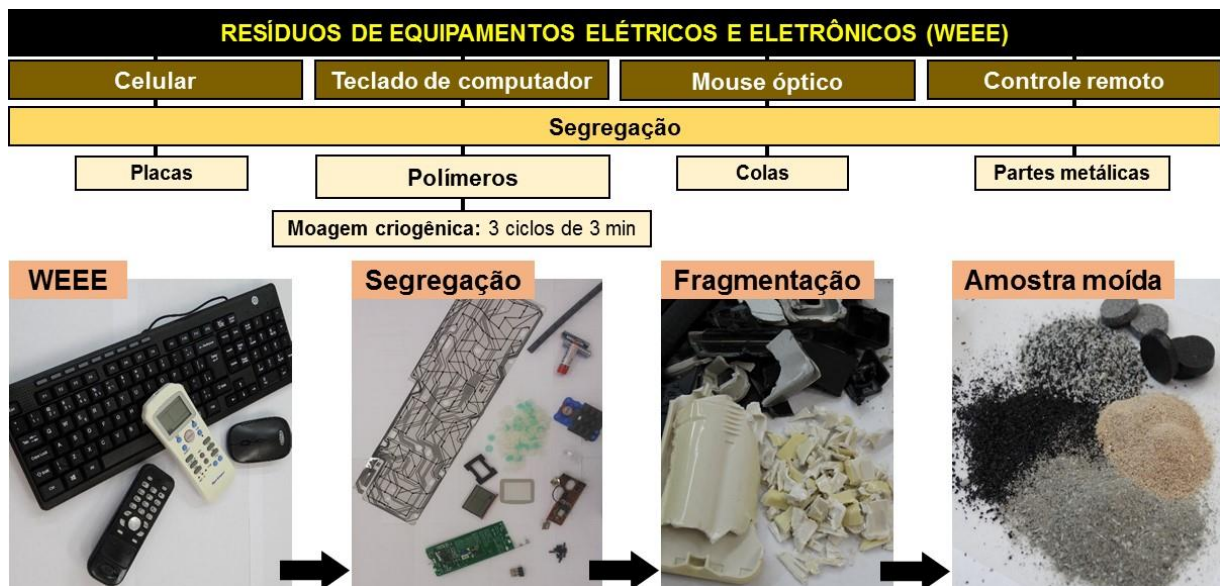 RESÍDUOS DE EQUIPAMENTOS ELÉTRICOS E ELETRÔNICOS (WEEE)
Celular
Teclado de computador
Mouse óptico
Controle remoto
Segregação
Placas
Polímeros
Colas
Partes metálicas
Moagem criogênica: 3 ciclos de 3 min
WEEE
Segregação
Fragmentação
Amostra moída